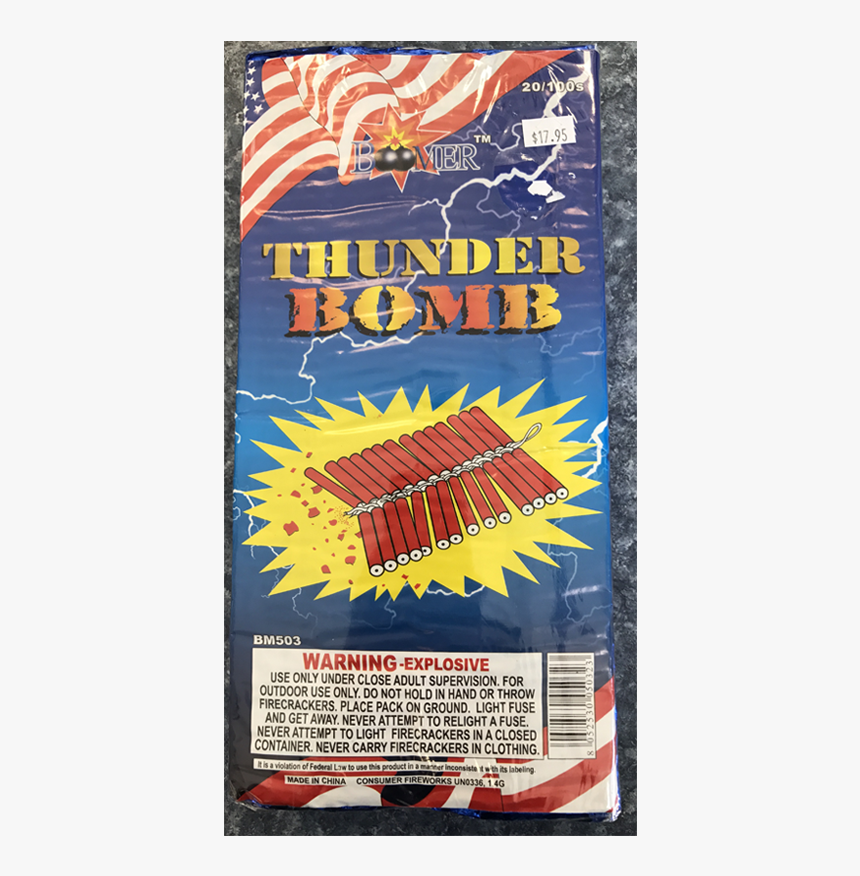 20/100s
$17.95
BOOMER™
THUNDER
BOMB
BM503
WARNING-EXPLOSIVE
USE ONLY UNDER CLOSE ADULT SUPERVISION. FOR
OUTDOOR USE ONLY. DO NOT HOLD IN HAND OR THROW
FIRECRACKERS. PLACE PACK ON GROUND. LIGHT FUSE
AND GET AWAY. NEVER ATTEMPT TO RELIGHT A FUSE.
NEVER ATTEMPT TO LIGHT FIRECRACKERS IN A CLOSED
CONTAINER. NEVER CARRY FIRECRACKERS IN CLOTHING.
It is a violation of Federal Law to use this product in a manner inconsistent with its labeling.
MADE IN CHINA CONSUMER FIREWORKS UN0336, 1.4G
8 052530 050323